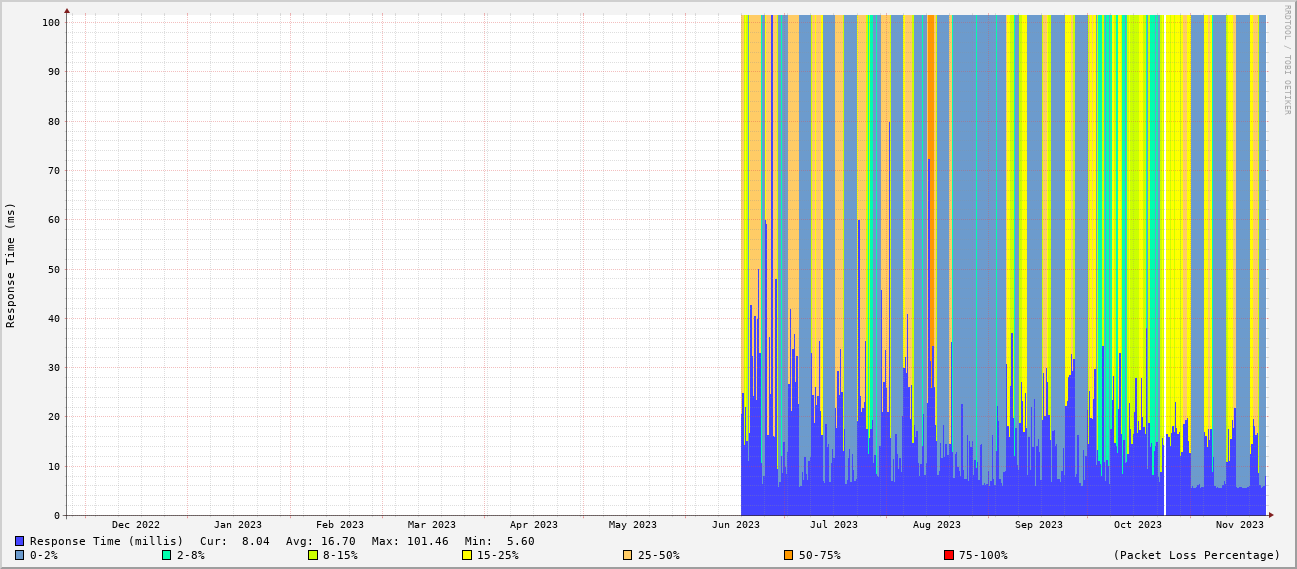 RRDTOOL / TOBI OETIKER
Response Time (ms)
100
90
80
70
60
50
40
30
20
10
0
Dec 2022 Jan 2023 Feb 2023 Mar 2023 Apr 2023 May 2023 Jun 2023 Jul 2023 Aug 2023 Sep 2023 Oct 2023 Nov 2023
Response Time (millis) Cur: 8.04 Avg: 16.70 Max: 101.46 Min: 5.60
0-2% 2-8% 8-15% 15-25% 25-50% 50-75% 75-100% (Packet Loss Percentage)